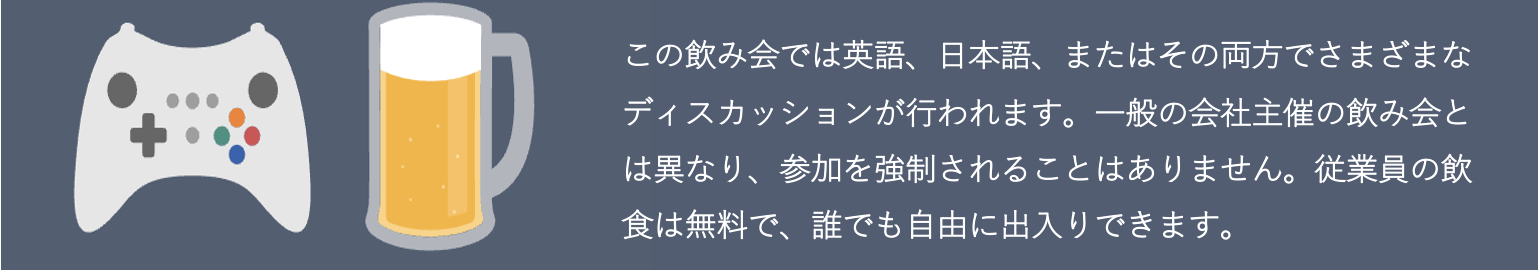 この飲み会では英語、日本語、またはその両方でさまざまな
ディスカッションが行われます。一般の会社主催の飲み会と
は異なり、参加を強制されることはありません。従業員の飲
食は無料で、誰でも自由に出入りできます。